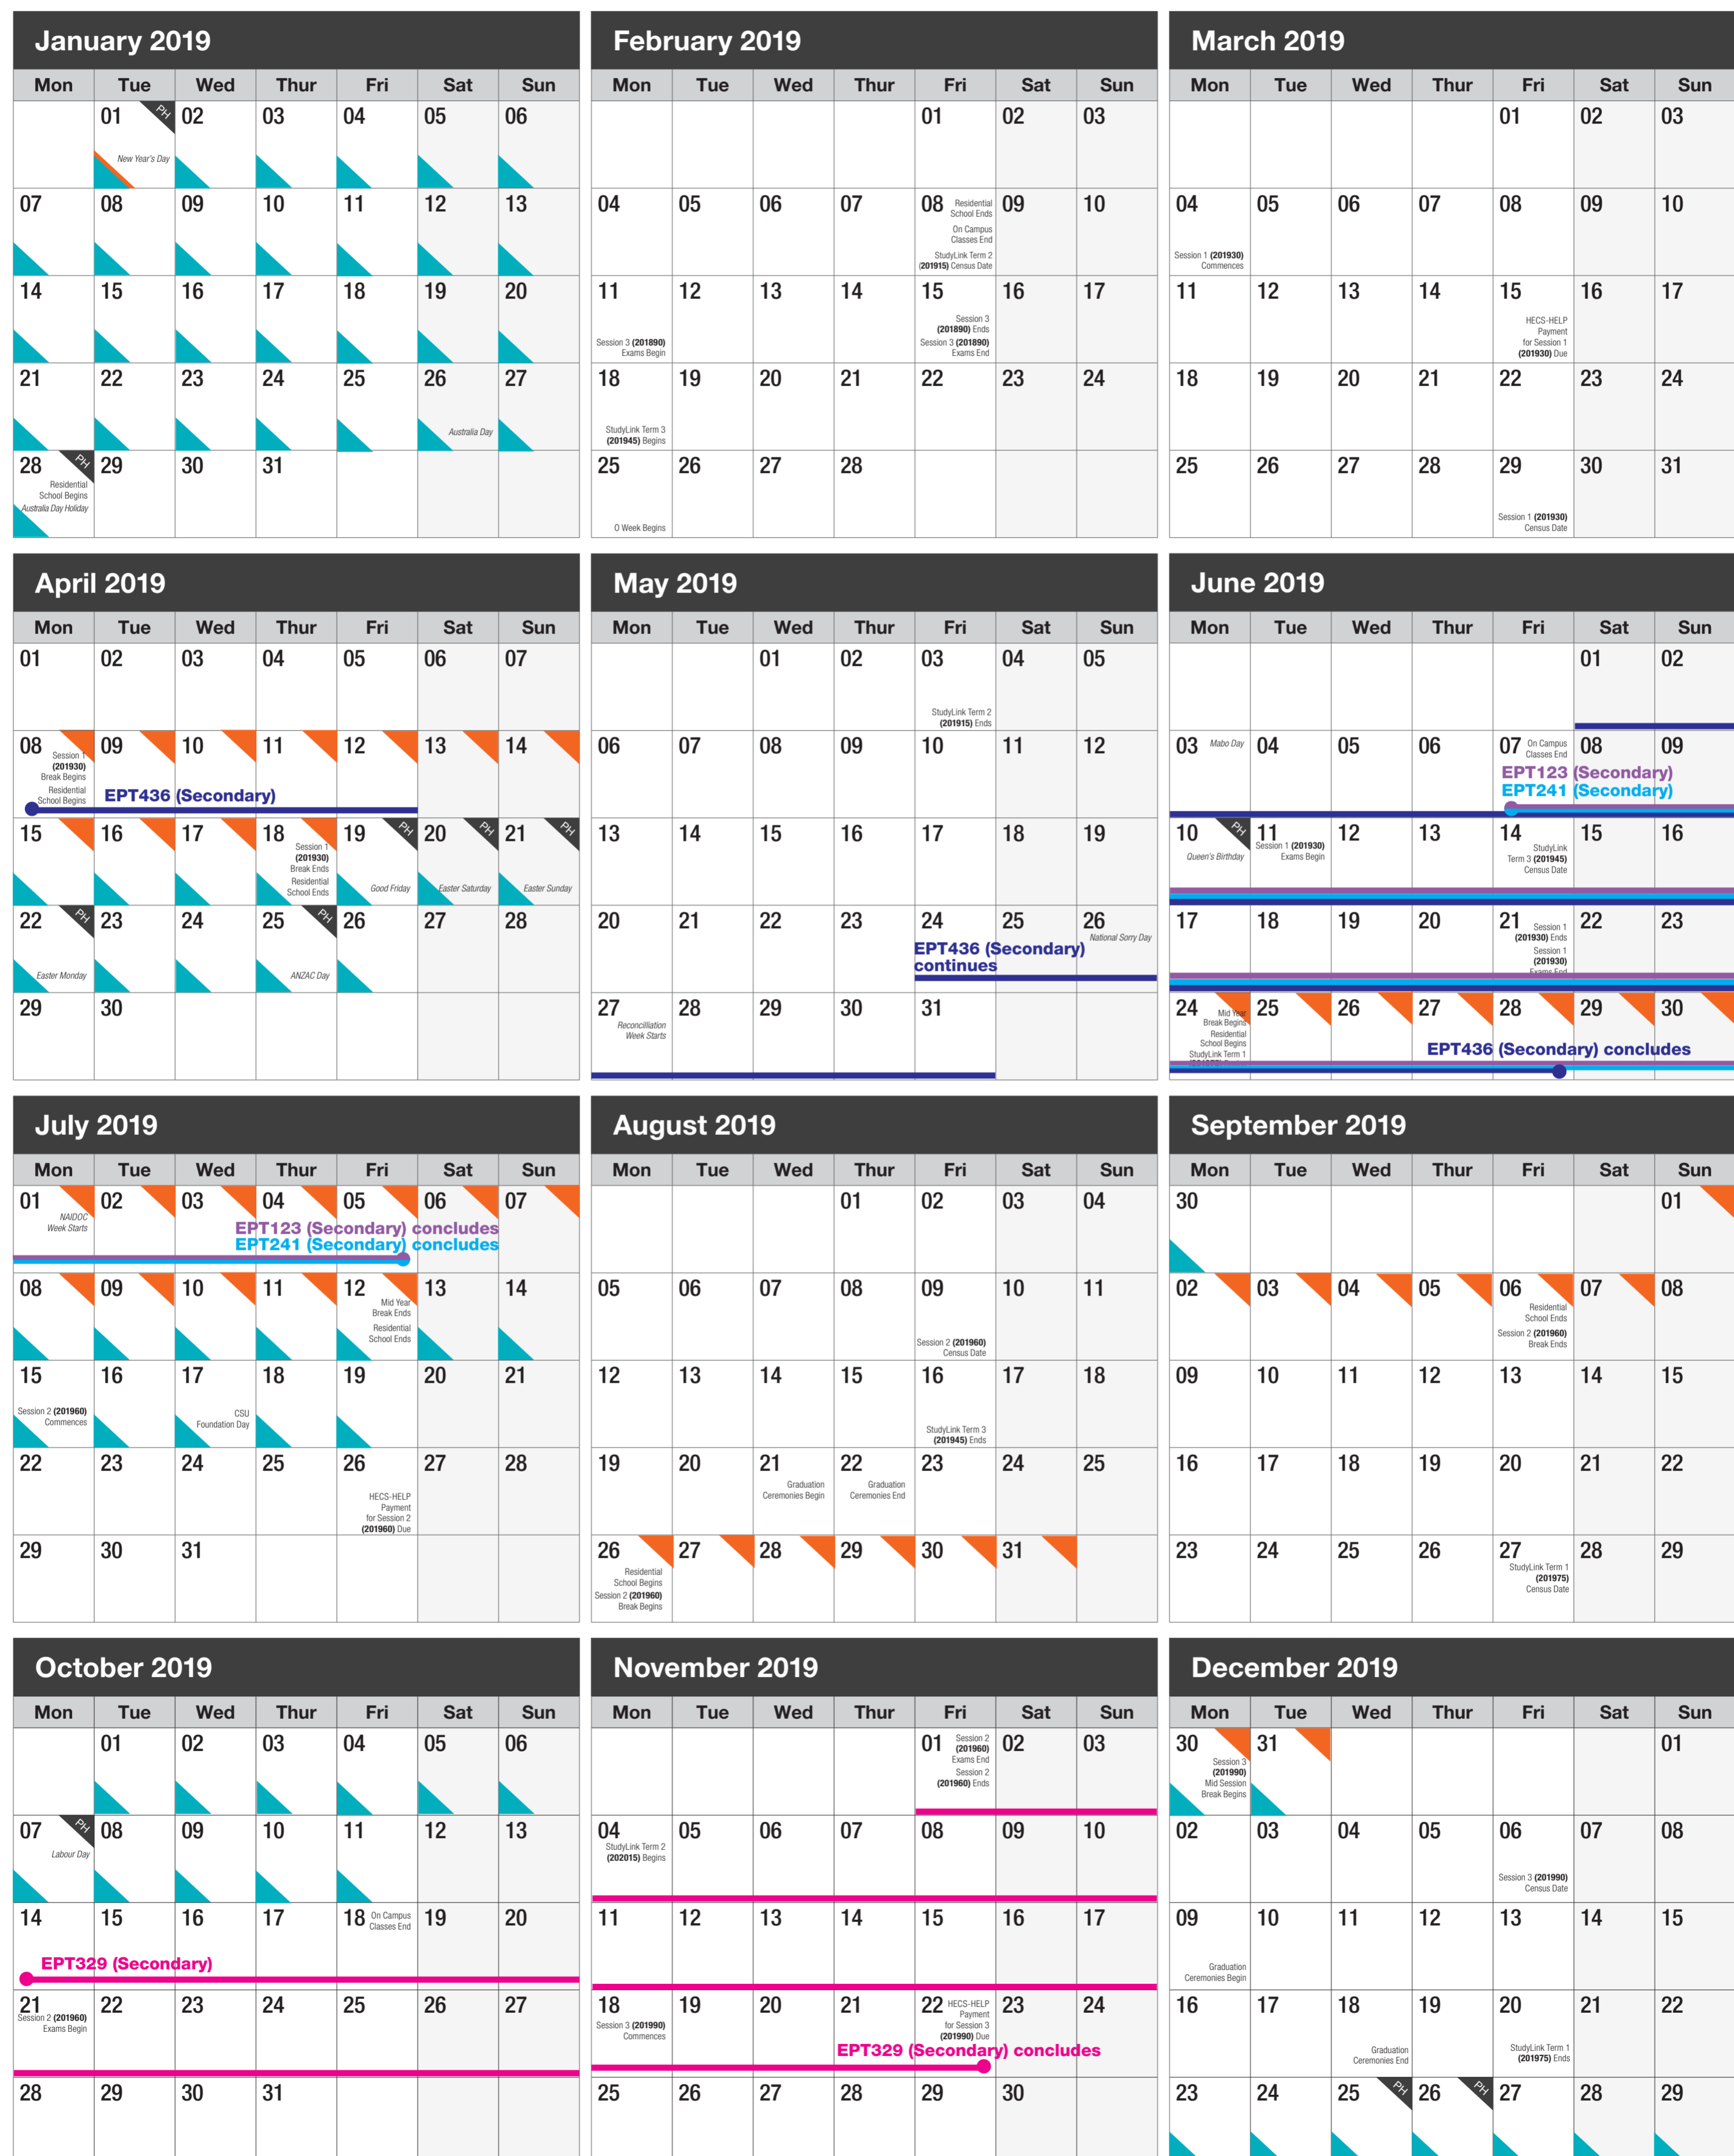 January 2019
Mon Tue Wed Thur Fri Sat Sun
01 PH 02 03 04 05 06
New Year's Day
07 08 09 10 11 12 13
14 15 16 17 18 19 20
21 22 23 24 25 26 27
Australia Day
28 PH 29 30 31
Residential
School Begins
Australia Day Holiday
February 2019
Mon Tue Wed Thur Fri Sat Sun
01 02 03
04 05 06 07 08 09 10
Residential
School Ends
On Campus
Classes End
StudyLink Term 2
(201915) Census Date
11 12 13 14 15 16 17
Session 3 (201890)
Exams Begin
Session 3
(201890) Ends
Session 3 (201890)
Exams End
18 19 20 21 22 23 24
StudyLink Term 3
(201945) Begins
25 26 27 28
O Week Begins
March 2019
Mon Tue Wed Thur Fri Sat Sun
01 02 03
04 05 06 07 08 09 10
Session 1 (201930)
Commences
11 12 13 14 15 16 17
HECS-HELP
Payment
for Session 1
(201930) Due
18 19 20 21 22 23 24
25 26 27 28 29 30 31
Session 1 (201930)
Census Date
April 2019
Mon Tue Wed Thur Fri Sat Sun
01 02 03 04 05 06 07
08 09 10 11 12 13 14
Session 1
(201930)
Break Begins
Residential
School Begins
EPT436 (Secondary)
15 16 17 18 19 PH 20 PH 21 PH
Session 1
(201930)
Break Ends
Residential
School Ends
Good Friday
Easter Saturday
Easter Sunday
22 PH 23 24 25 PH 26 27 28
Easter Monday
ANZAC Day
29 30
May 2019
Mon Tue Wed Thur Fri Sat Sun
01 02 03 04 05
StudyLink Term 2
(201915) Ends
06 07 08 09 10 11 12
13 14 15 16 17 18 19
20 21 22 23 24 25 26
National Sorry Day
EPT436 (Secondary)
continues
27 28 29 30 31
Reconcilliation
Week Starts
June 2019
Mon Tue Wed Thur Fri Sat Sun
01 02
03 Mabo Day 04 05 06 07 08 09
On Campus
Classes End
EPT123 (Secondary)
EPT241 (Secondary)
10 PH 11 12 13 14 15 16
Queen's Birthday
Session 1 (201930)
Exams Begin
StudyLink
Term 3 (201945)
Census Date
17 18 19 20 21 22 23
Session 1
(201930) Ends
Session 1
(201930)
Exams End
24 25 26 27 28 29 30
Mid Year
Break Begins
Residential
School Begins
StudyLink Term 1
EPT436 (Secondary) concludes
July 2019
Mon Tue Wed Thur Fri Sat Sun
01 02 03 04 05 06 07
NAIDOC
Week Starts
EPT123 (Secondary) concludes
EPT241 (Secondary) concludes
08 09 10 11 12 13 14
Mid Year
Break Ends
Residential
School Ends
15 16 17 18 19 20 21
Session 2 (201960)
Commences
CSU
Foundation Day
22 23 24 25 26 27 28
HECS-HELP
Payment
for Session 2
(201960) Due
29 30 31
August 2019
Mon Tue Wed Thur Fri Sat Sun
01 02 03 04
05 06 07 08 09 10 11
Session 2 (201960)
Census Date
12 13 14 15 16 17 18
StudyLink Term 3
(201945) Ends
19 20 21 22 23 24 25
Graduation
Ceremonies Begin
Graduation
Ceremonies End
26 27 28 29 30 31
Residential
School Begins
Session 2 (201960)
Break Begins
September 2019
Mon Tue Wed Thur Fri Sat Sun
30 01
02 03 04 05 06 07 08
Residential
School Ends
Session 2 (201960)
Break Ends
09 10 11 12 13 14 15
16 17 18 19 20 21 22
23 24 25 26 27 28 29
StudyLink Term 1
(201975)
Census Date
October 2019
Mon Tue Wed Thur Fri Sat Sun
01 02 03 04 05 06
07 PH 08 09 10 11 12 13
Labour Day
14 15 16 17 18 19 20
On Campus
Classes End
EPT329 (Secondary)
21 22 23 24 25 26 27
Session 2 (201960)
Exams Begin
28 29 30 31
November 2019
Mon Tue Wed Thur Fri Sat Sun
01 02 03
Session 2
(201960)
Exams End
Session 2
(201960) Ends
04 05 06 07 08 09 10
StudyLink Term 2
(202015) Begins
11 12 13 14 15 16 17
18 19 20 21 22 23 24
Session 3 (201990)
Commences
HECS-HELP
Payment
for Session 3
(201990) Due
EPT329 (Secondary) concludes
25 26 27 28 29 30
December 2019
Mon Tue Wed Thur Fri Sat Sun
30 31 01
Session 3
(201990)
Mid Session
Break Begins
02 03 04 05 06 07 08
Session 3 (201990)
Census Date
09 10 11 12 13 14 15
Graduation
Ceremonies Begin
16 17 18 19 20 21 22
Graduation
Ceremonies End
StudyLink Term 1
(201975) Ends
23 24 25 PH 26 PH 27 28 29